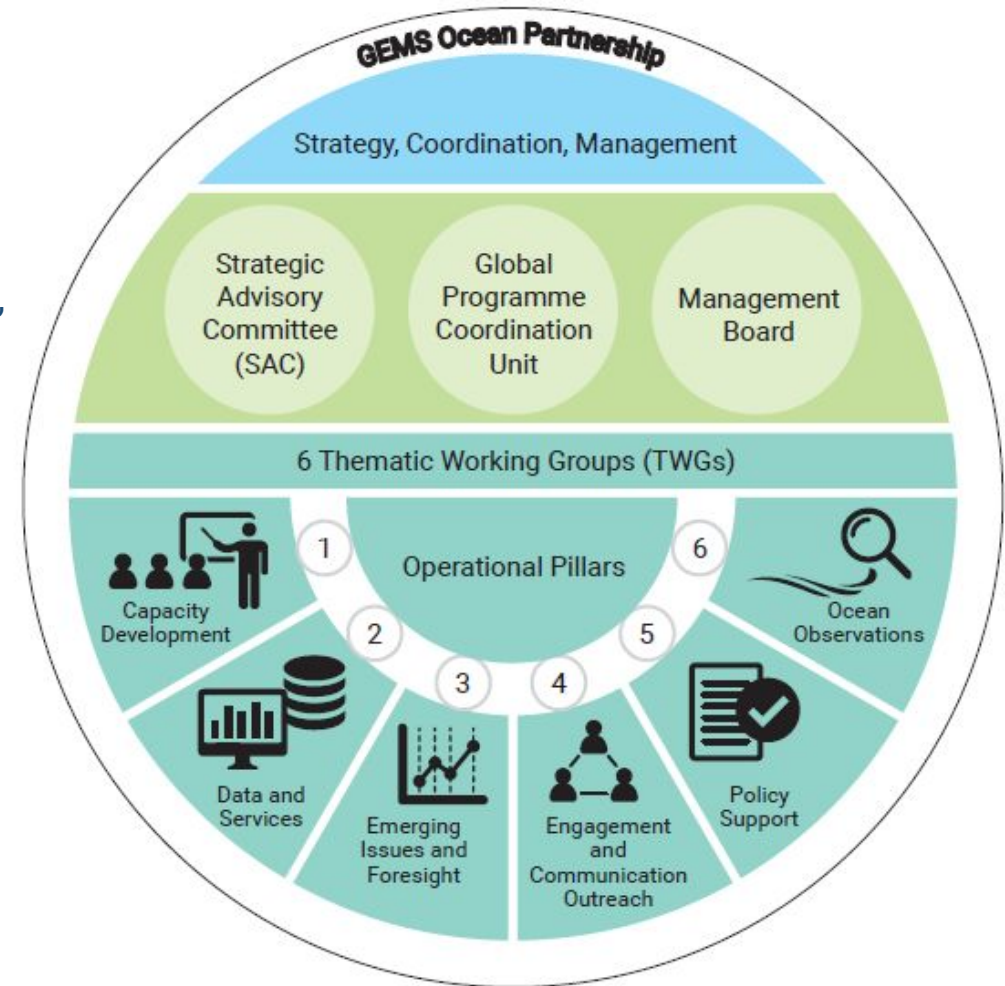 GEMS Ocean Partnership
Strategy, Coordination, Management
Strategic
Advisory
Committee
(SAC)
Global
Programme
Coordination
Unit
Management
Board
,
6 Thematic Working Groups (TWGs)
Operational Pillars
1
Capacity
Development
2
Data and
Services
3
Emerging
Issues and
Foresight
4
Engagement
and
Communication
Outreach
5
Policy
Support
6
Ocean
Observations